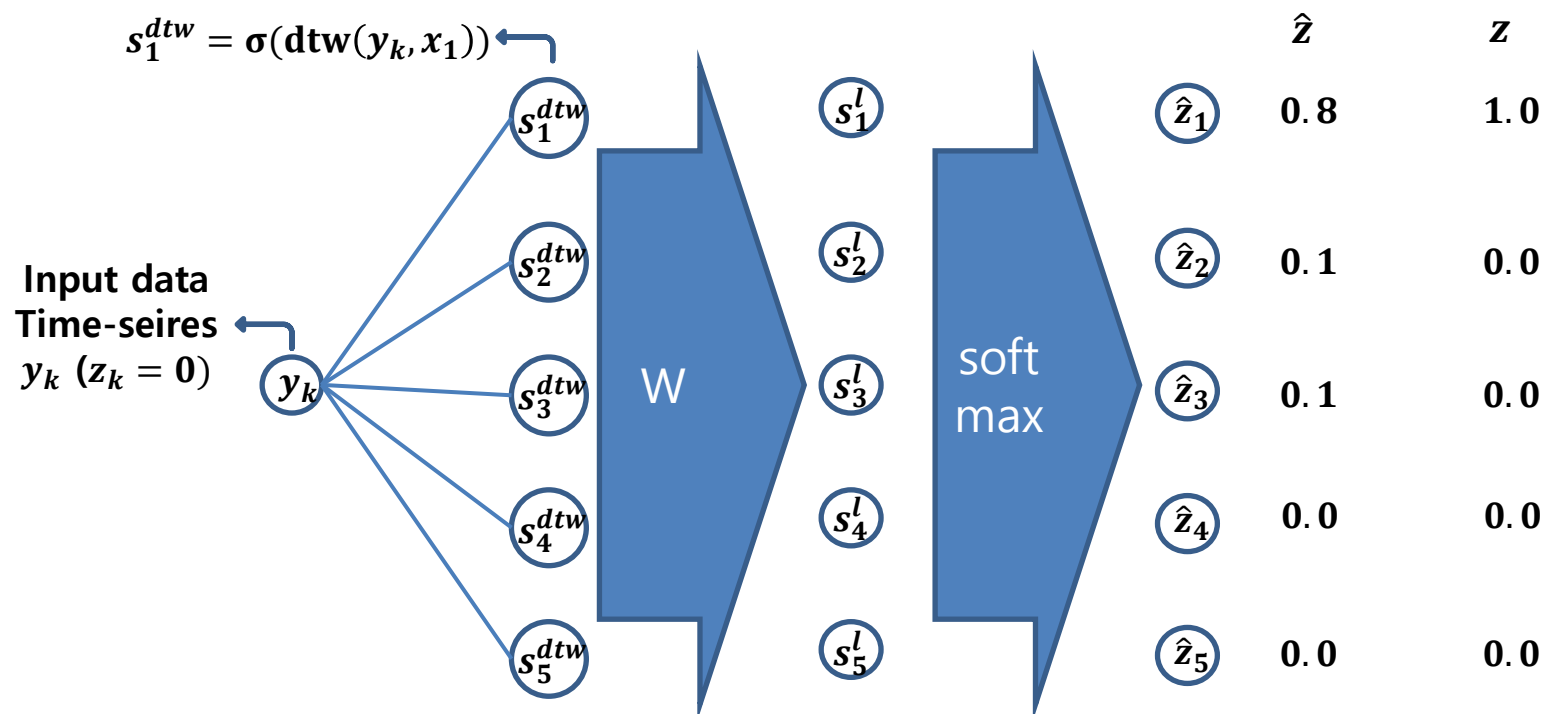 s_1^{dtw} = σ(dtw(y_k, x_1))
ẑ z
s_1^{dtw} s_1^l ẑ_1 0.8 1.0
s_2^{dtw} s_2^l ẑ_2 0.1 0.0
Input data
Time-seires
y_k (z_k = 0)
y_k s_3^{dtw} W s_3^l soft
max ẑ_3 0.1 0.0
s_4^{dtw} s_4^l ẑ_4 0.0 0.0
s_5^{dtw} s_5^l ẑ_5 0.0 0.0